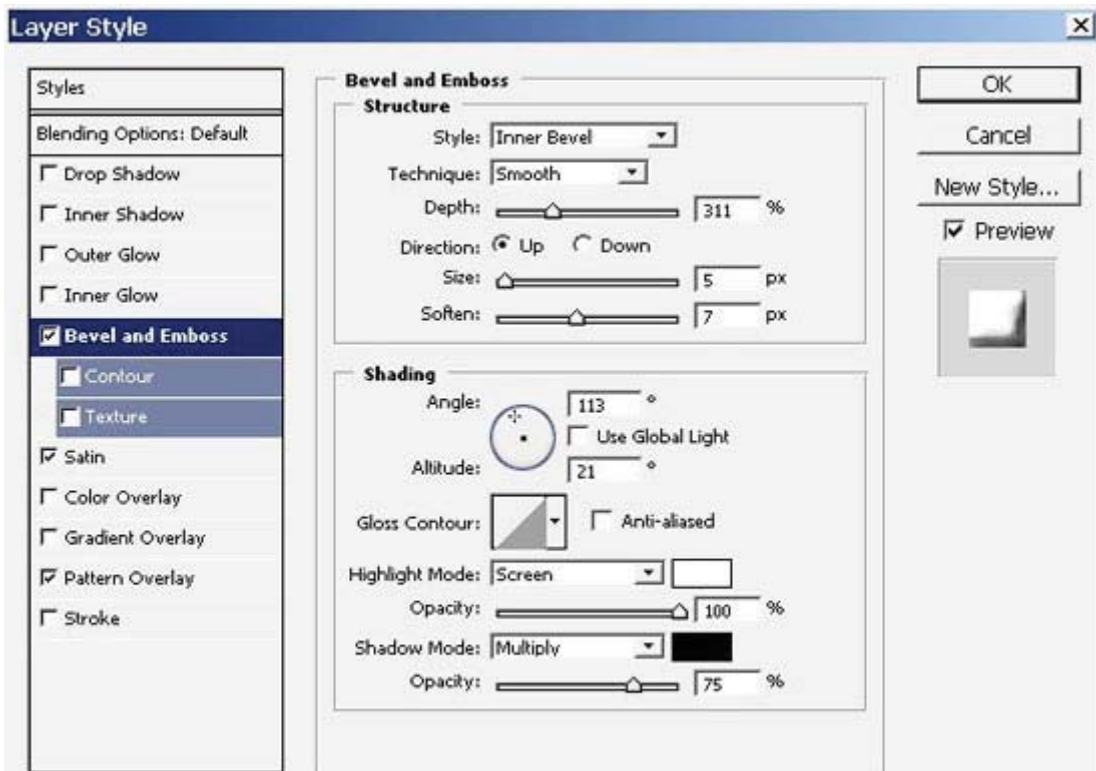 Layer Style
Styles
Blending Options: Default
Drop Shadow
Inner Shadow
Outer Glow
Inner Glow
Bevel and Emboss
Contour
Texture
Satin
Color Overlay
Gradient Overlay
Pattern Overlay
Stroke
Bevel and Emboss
Structure
Style: Inner Bevel
Technique: Smooth
Depth: 311 %
Direction: Up Down
Size: 5 px
Soften: 7 px
Shading
Angle: 113 °
Use Global Light
Altitude: 21 °
Gloss Contour: Anti-aliased
Highlight Mode: Screen
Opacity: 100 %
Shadow Mode: Multiply
Opacity: 75 %
OK
Cancel
New Style...
Preview